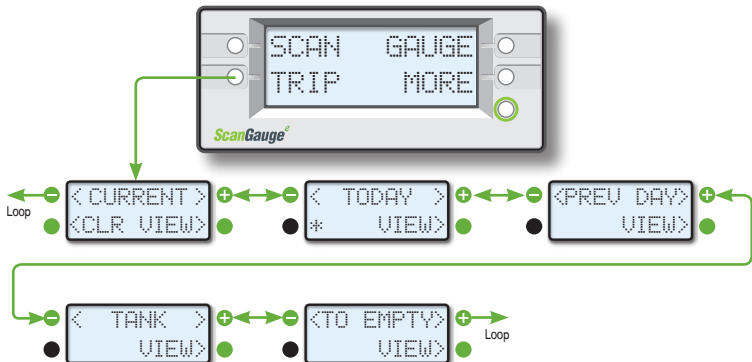 SCAN GAUGE
TRIP MORE
ScanGauge e
< CURRENT >
<CLR VIEW>
Loop
< TODAY >
* VIEW>
<PREV DAY>
VIEW>
< TANK >
VIEW>
<TO EMPTY>
VIEW>
Loop